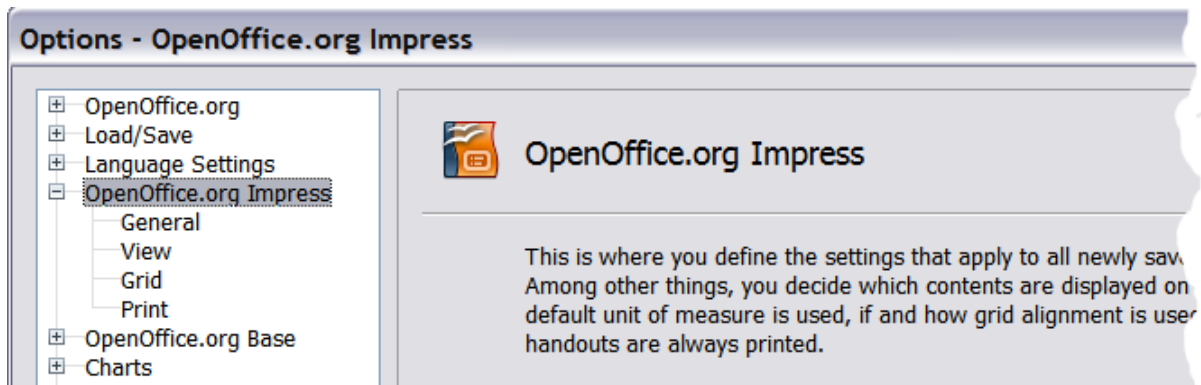 Options - OpenOffice.org Impress
OpenOffice.org
Load/Save
Language Settings
OpenOffice.org Impress
General
View
Grid
Print
OpenOffice.org Base
Charts
OpenOffice.org Impress
This is where you define the settings that apply to all newly
Among other things, you decide which contents are displayed on
default unit of measure is used, if and how grid alignment is
handouts are always printed.